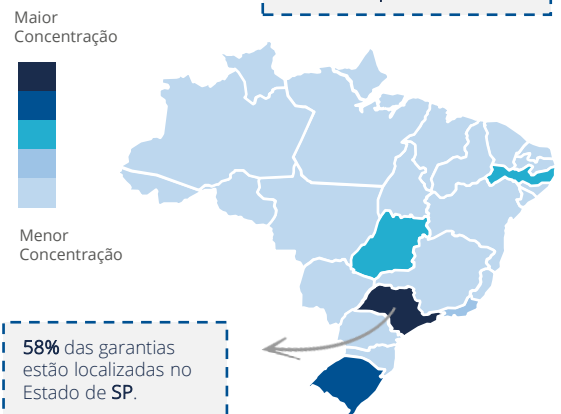 Maior
Concentração
Menor
Concentração
58% das garantias
estão localizadas no
Estado de SP.